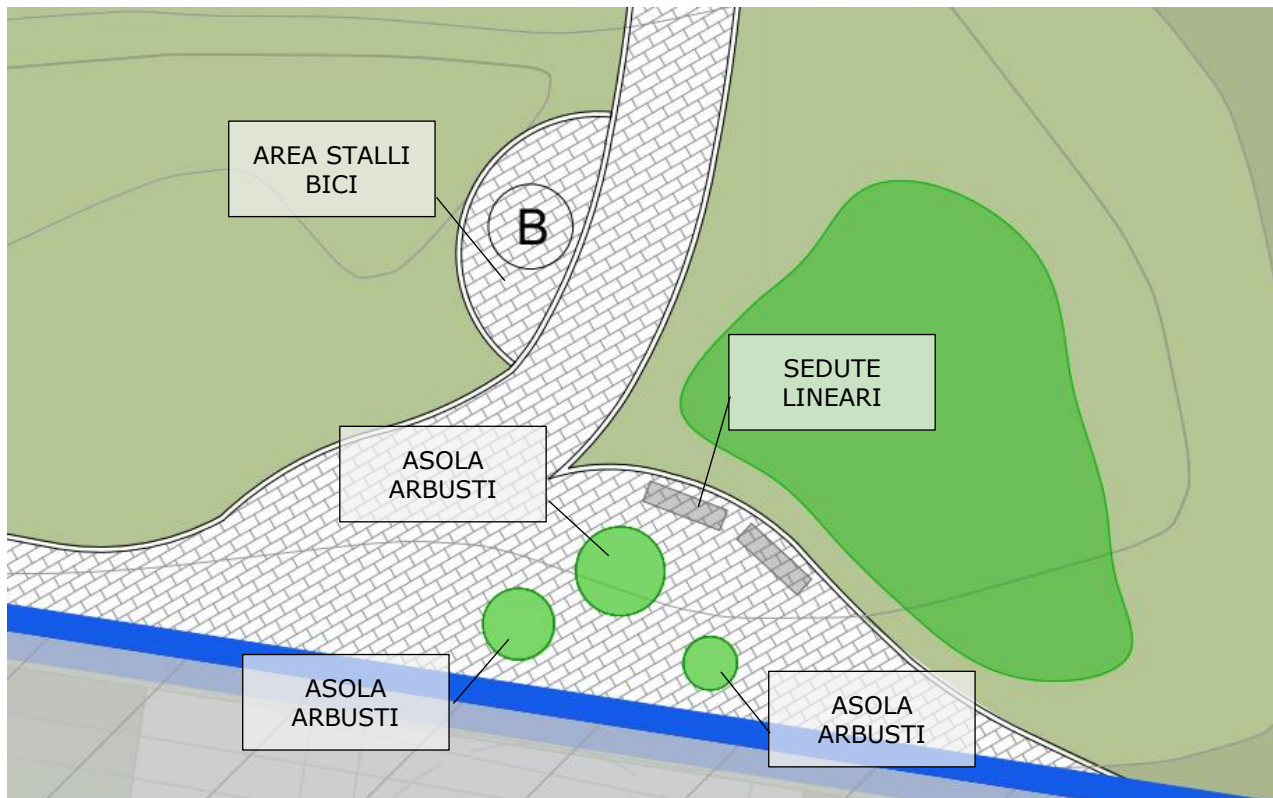 AREA STALLI
BICI
B
SEDUTE
LINEARI
ASOLA
ARBUSTI
ASOLA
ARBUSTI
ASOLA
ARBUSTI